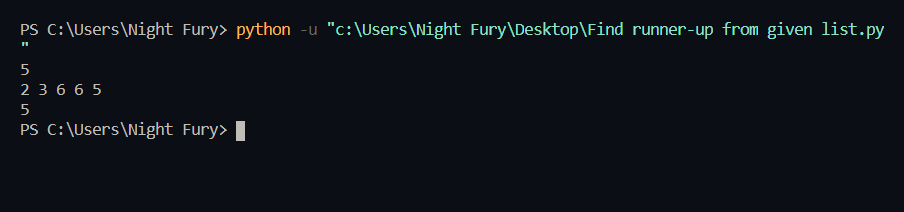 PS C:\Users\Night Fury> python -u "c:\Users\Night Fury\Desktop\Find runner-up from given list.py
"
5
2 3 6 6 5
5
PS C:\Users\Night Fury>